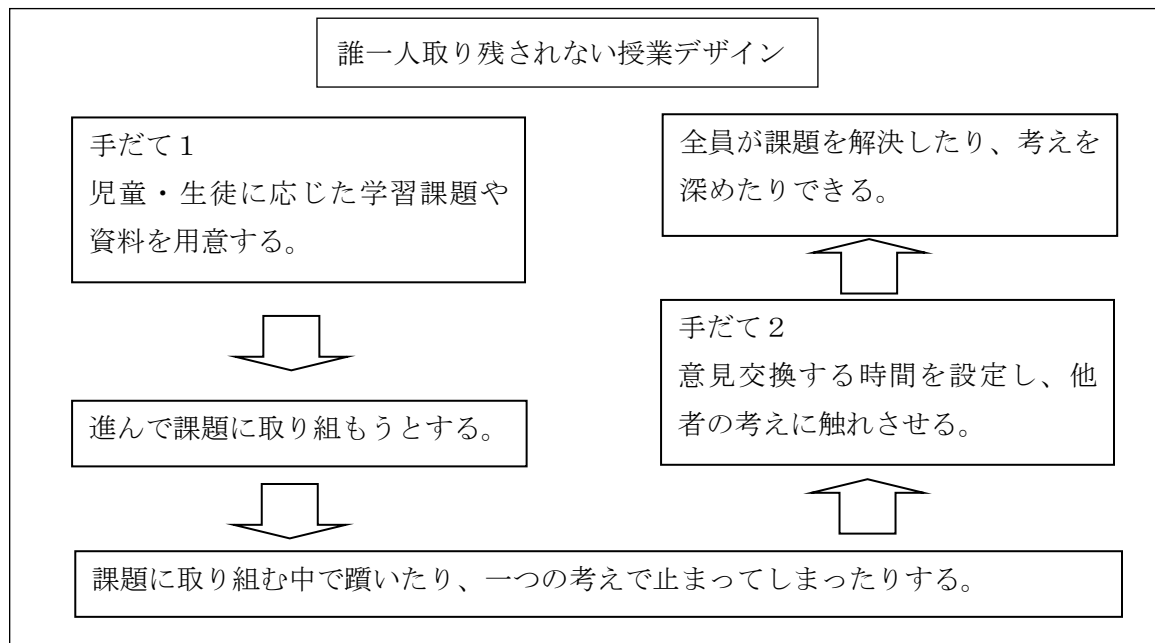 誰一人取り残されない授業デザイン
手だて１
児童・生徒に応じた学習課題や
資料を用意する。
進んで課題に取り組もうとする。
課題に取り組む中で躓いたり、一つの考えで止まってしまったりする。
手だて２
意見交換する時間を設定し、他
者の考えに触れさせる。
全員が課題を解決したり、考えを
深めたりできる。